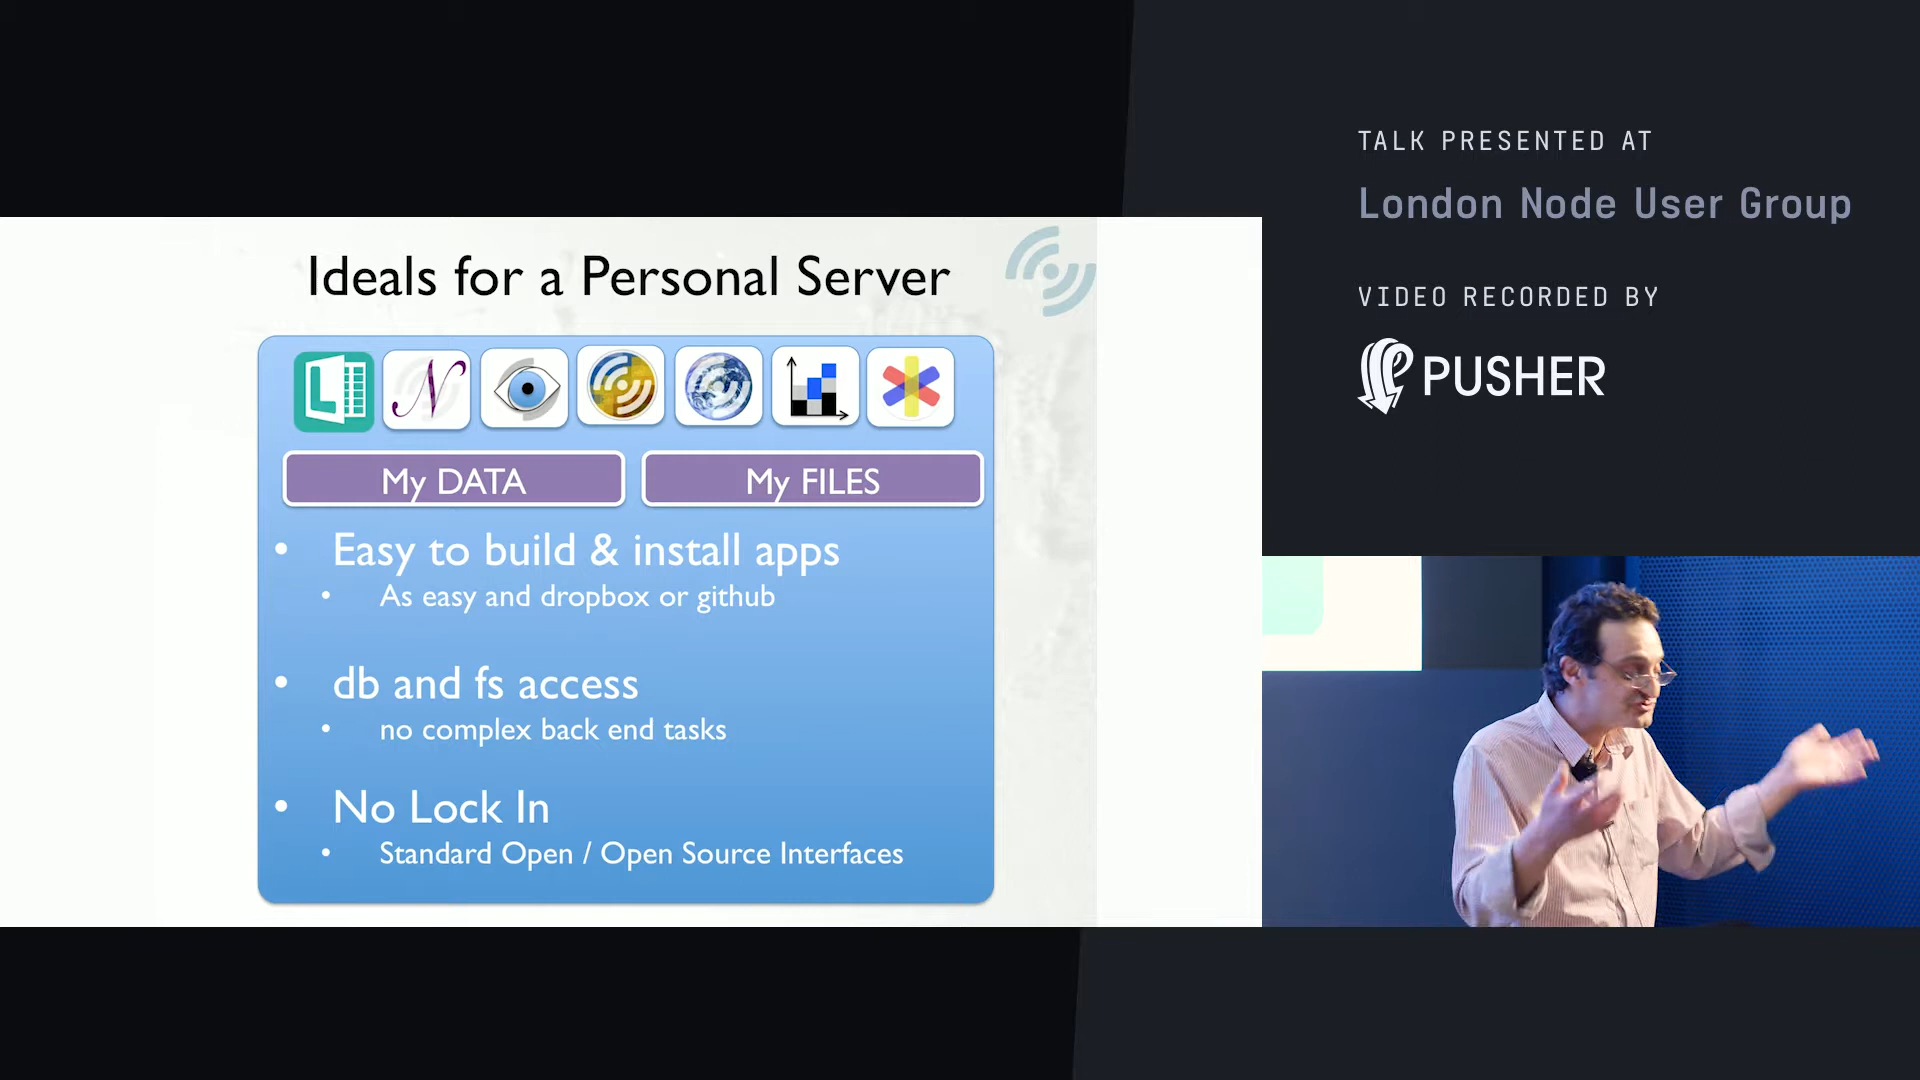 TALK PRESENTED AT
London Node User Group
VIDEO RECORDED BY
PUSHER
Ideals for a Personal Server
L
N
My DATA
My FILES
• Easy to build & install apps
• As easy and dropbox or github
• db and fs access
• no complex back end tasks
• No Lock In
• Standard Open / Open Source Interfaces